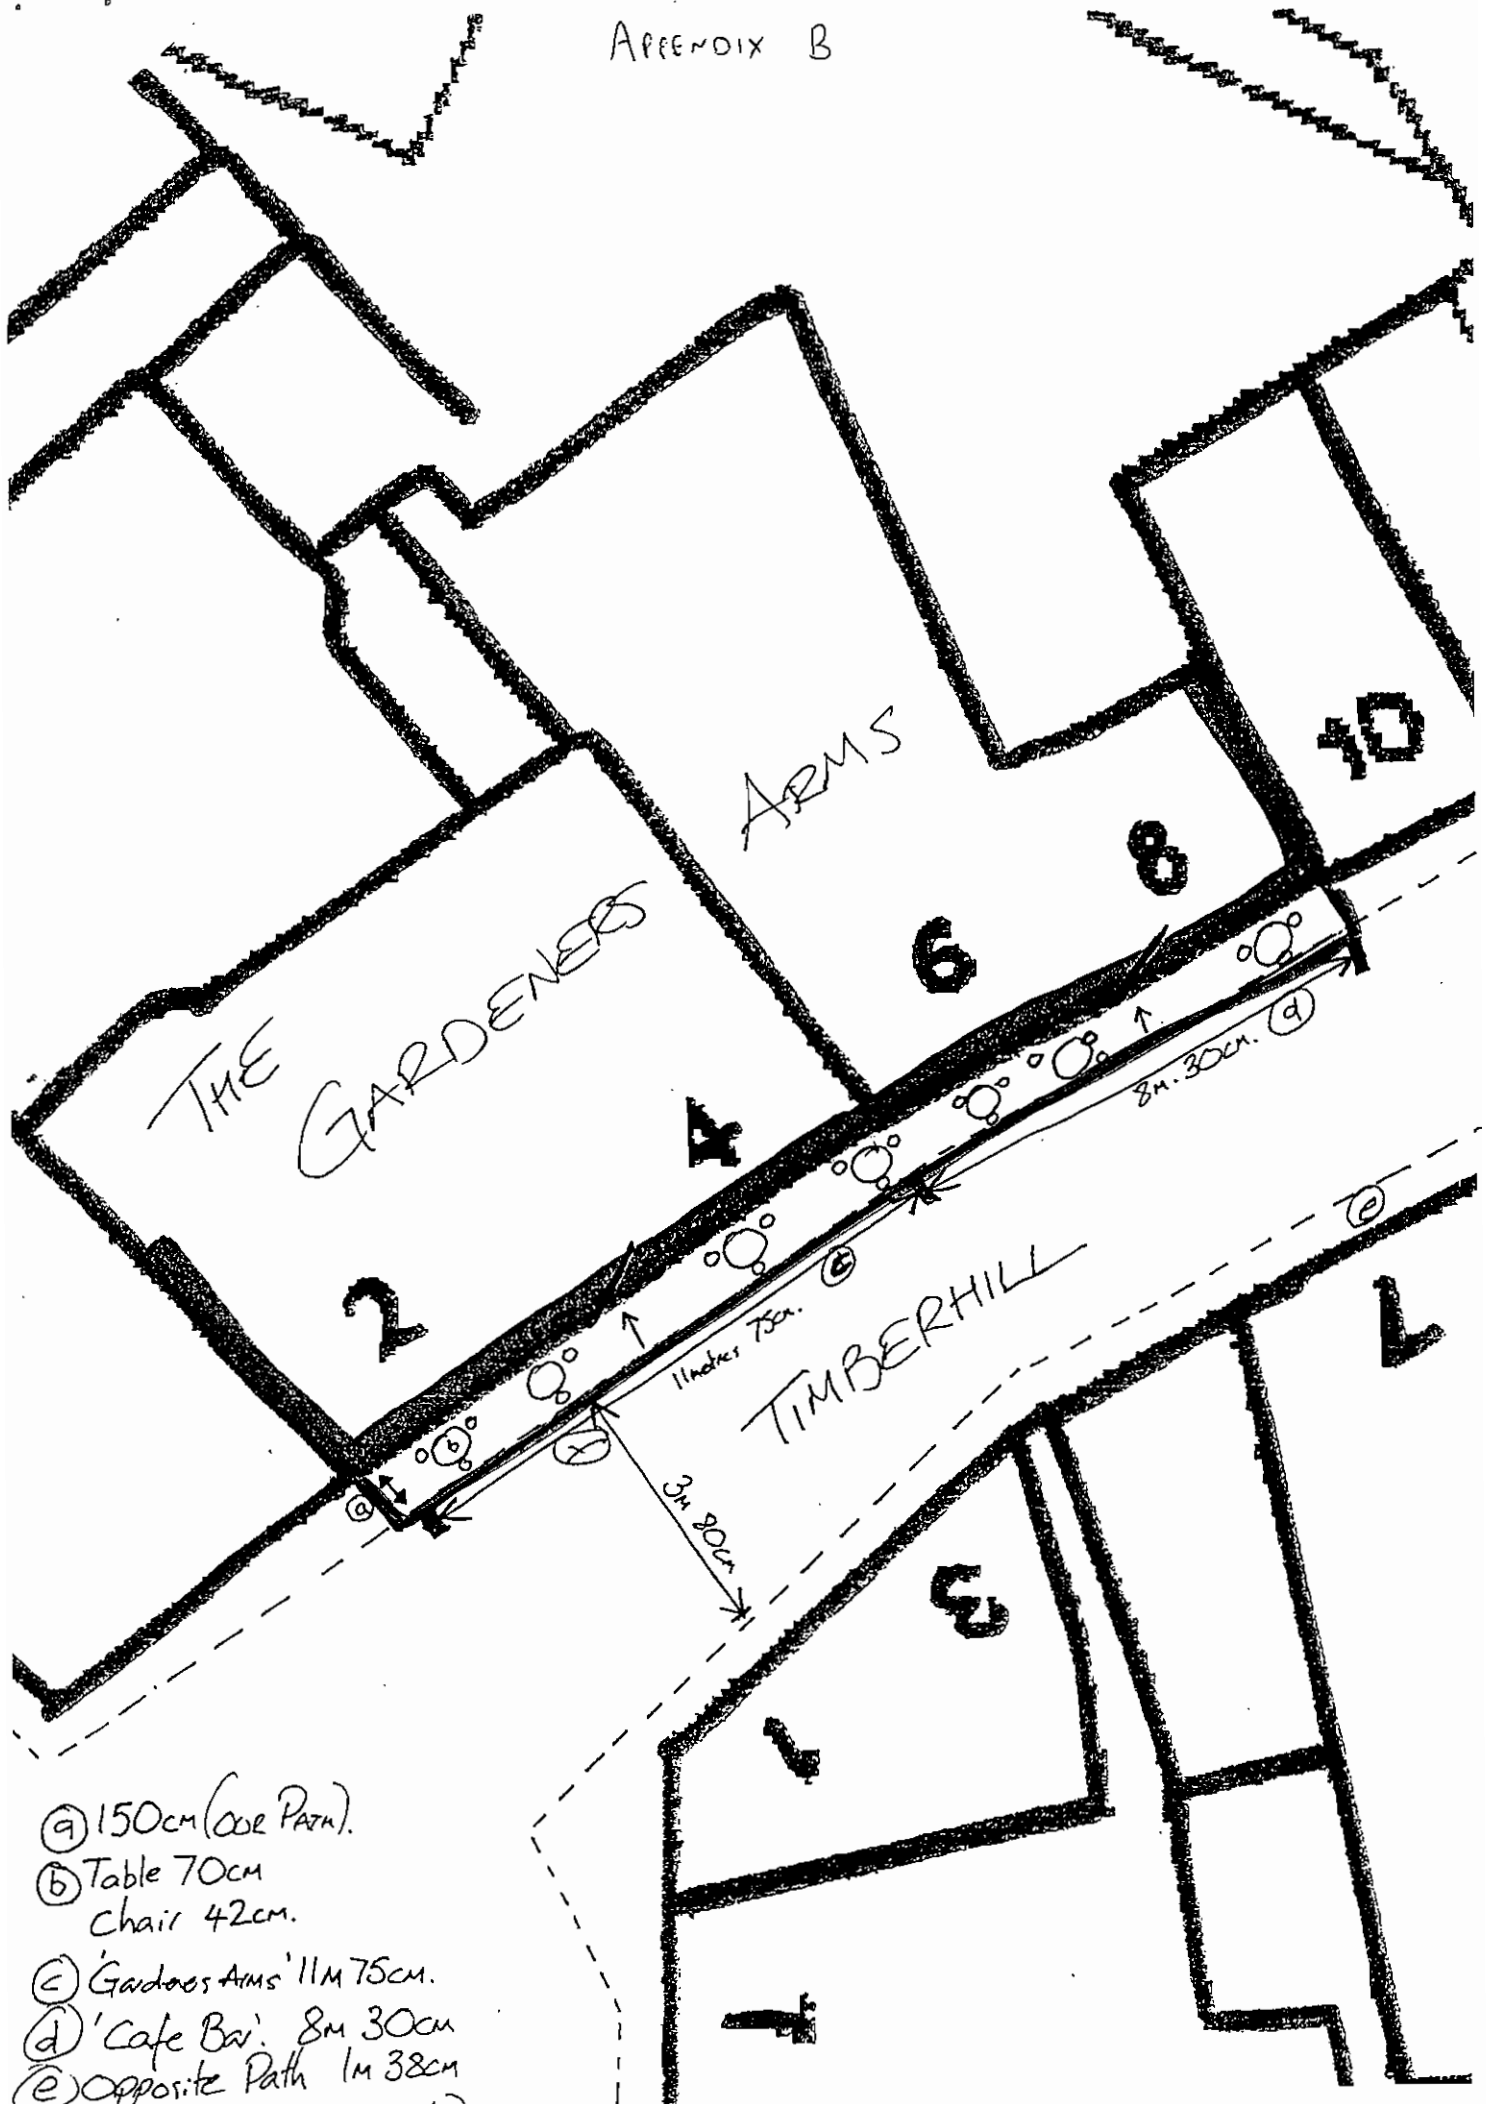 APPENDIX B
10
ARMS
8
6
THE
GARDENERS
4
2
d
8M. 30CM.
e
c
11metres 75cm.
TIMBERHILL
7
b
X
a
3M 80CM
3
1
a 150CM (OUR PATH).
b Table 70CM
Chair 42CM.
c 'Gardeners Arms' 11M 75CM.
d 'Cafe Bar'. 8M 30CM
e Opposite Path 1M 38CM